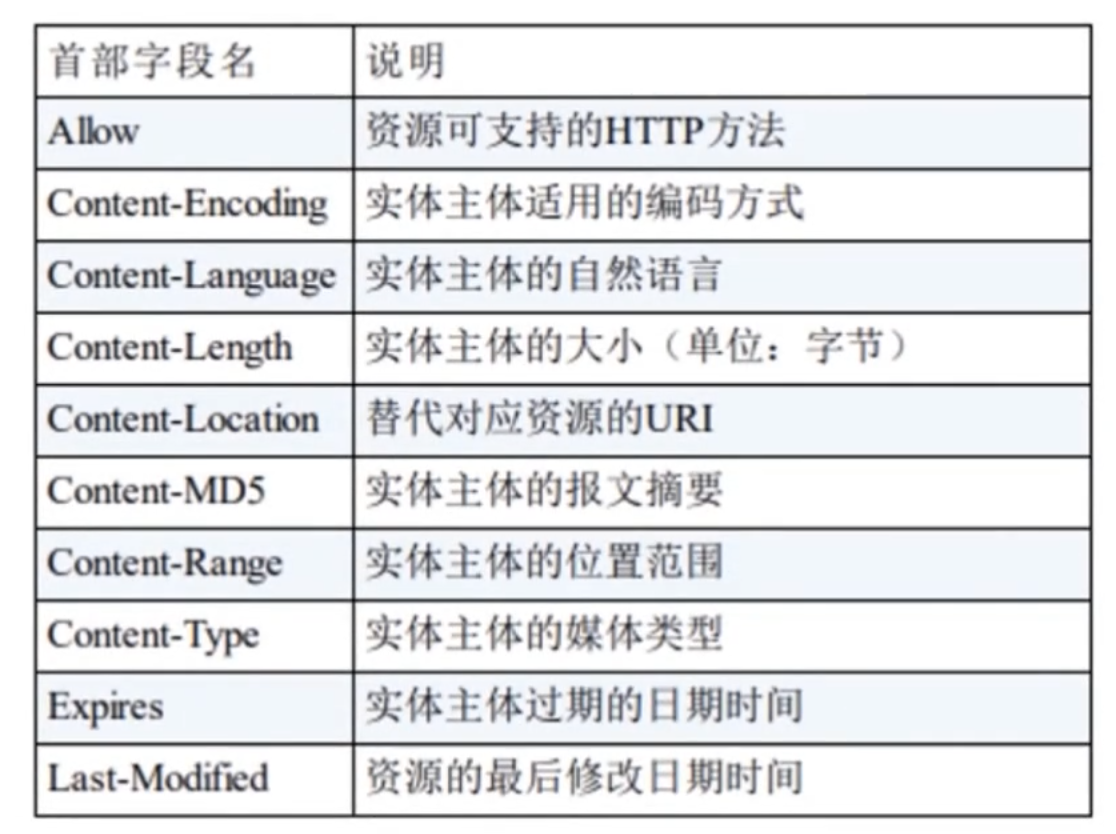 首部字段名 说明
Allow 资源可支持的HTTP方法
Content-Encoding 实体主体适用的编码方式
Content-Language 实体主体的自然语言
Content-Length 实体主体的大小（单位：字节）
Content-Location 替代对应资源的URI
Content-MD5 实体主体的报文摘要
Content-Range 实体主体的位置范围
Content-Type 实体主体的媒体类型
Expires 实体主体过期的日期时间
Last-Modified 资源的最后修改日期时间